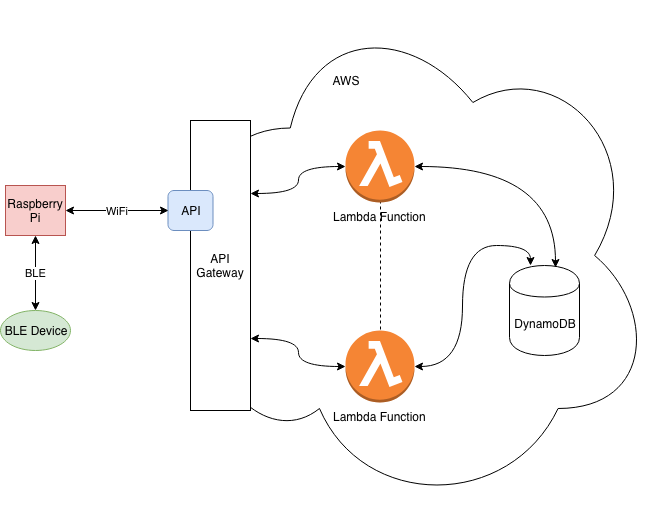 AWS
Raspberry
Pi
WiFi
API
Lambda Function
API
Gateway
BLE
BLE Device
DynamoDB
Lambda Function